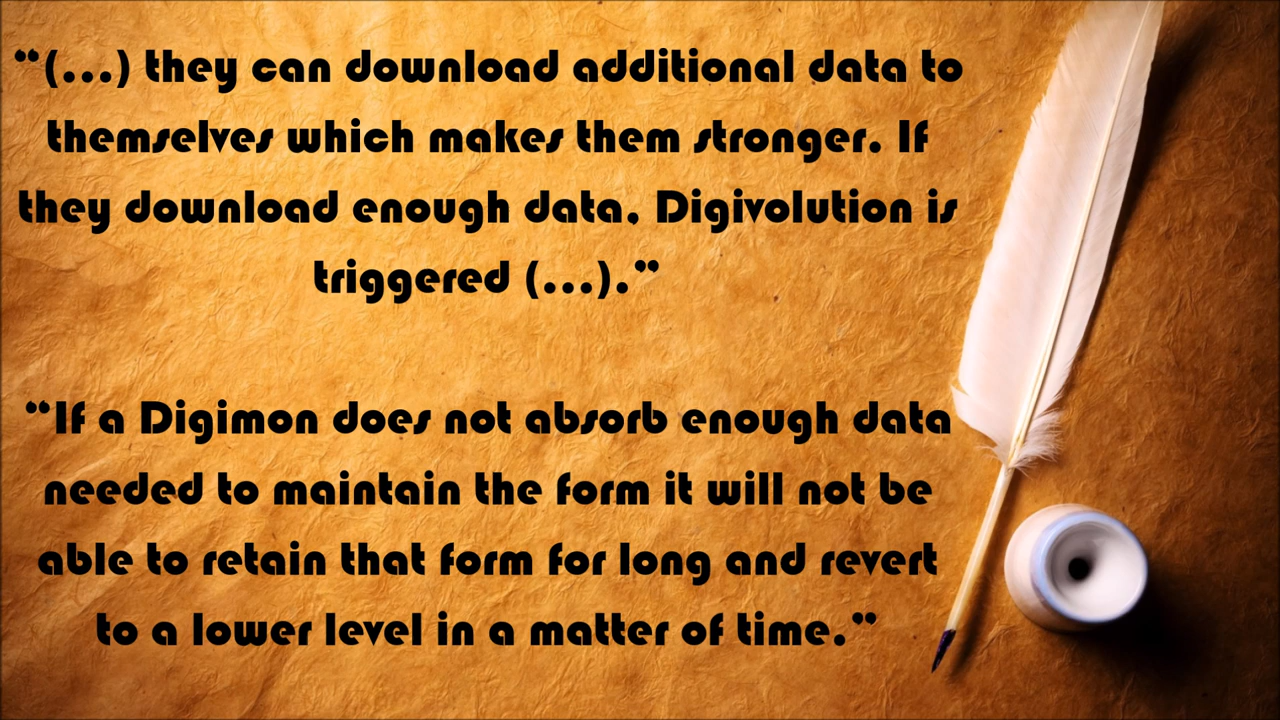 “(...) they can download additional data to
themselves which makes them stronger. If
they download enough data, Digivolution is
triggered (...).”
“If a Digimon does not absorb enough data
needed to maintain the form it will not be
able to retain that form for long and revert
to a lower level in a matter of time.”